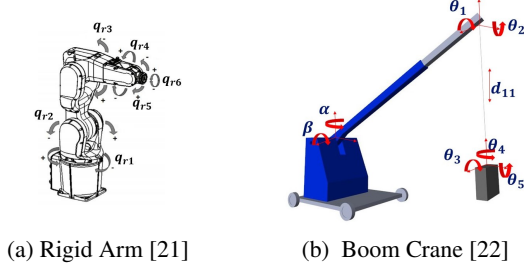 q_{r3}
q_{r4}
q_{r6}
q_{r5}
q_{r2}
q_{r1}
+
-
θ_1
θ_2
d_{11}
α
β
θ_4
θ_3
θ_5
(a) Rigid Arm [21]
(b) Boom Crane [22]